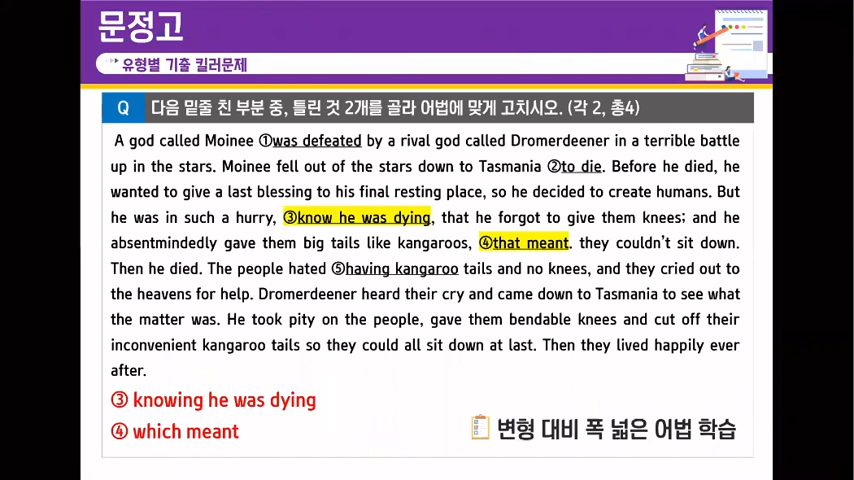 문정고
유형별 기출 킬러문제
Q 다음 밑줄 친 부분 중, 틀린 것 2개를 골라 어법에 맞게 고치시오. (각 2, 총4)
A god called Moinee ①was defeated by a rival god called Dromerdeener in a terrible battle
up in the stars. Moinee fell out of the stars down to Tasmania ②to die. Before he died, he
wanted to give a last blessing to his final resting place, so he decided to create humans. But
he was in such a hurry, ③know he was dying, that he forgot to give them knees; and he
absentmindedly gave them big tails like kangaroos, ④that meant. they couldn't sit down.
Then he died. The people hated ⑤having kangaroo tails and no knees, and they cried out to
the heavens for help. Dromerdeener heard their cry and came down to Tasmania to see what
the matter was. He took pity on the people, gave them bendable knees and cut off their
inconvenient kangaroo tails so they could all sit down at last. Then they lived happily ever
after.
③ knowing he was dying
④ which meant
변형 대비 폭 넓은 어법 학습